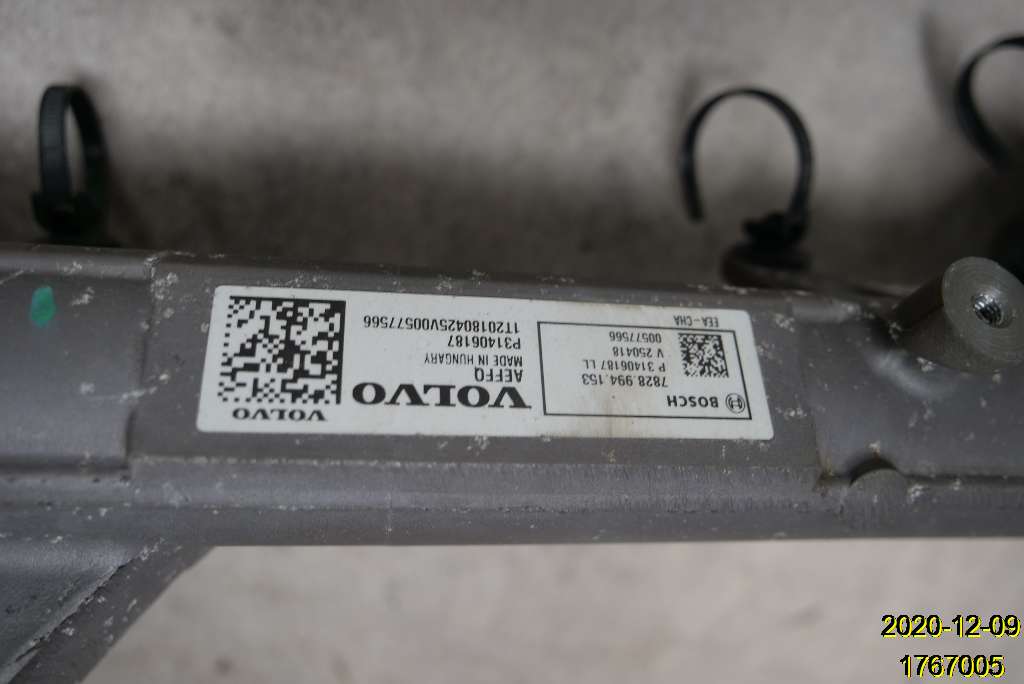 BOSCH
7828.994.153
P 31406187 LL
V 250418
00577566
EEA-CHA
VOLVO
AEFFQ
MADE IN HUNGARY
P31406187
1T20180425V00577566
VOLVO
2020-12-09
1767005